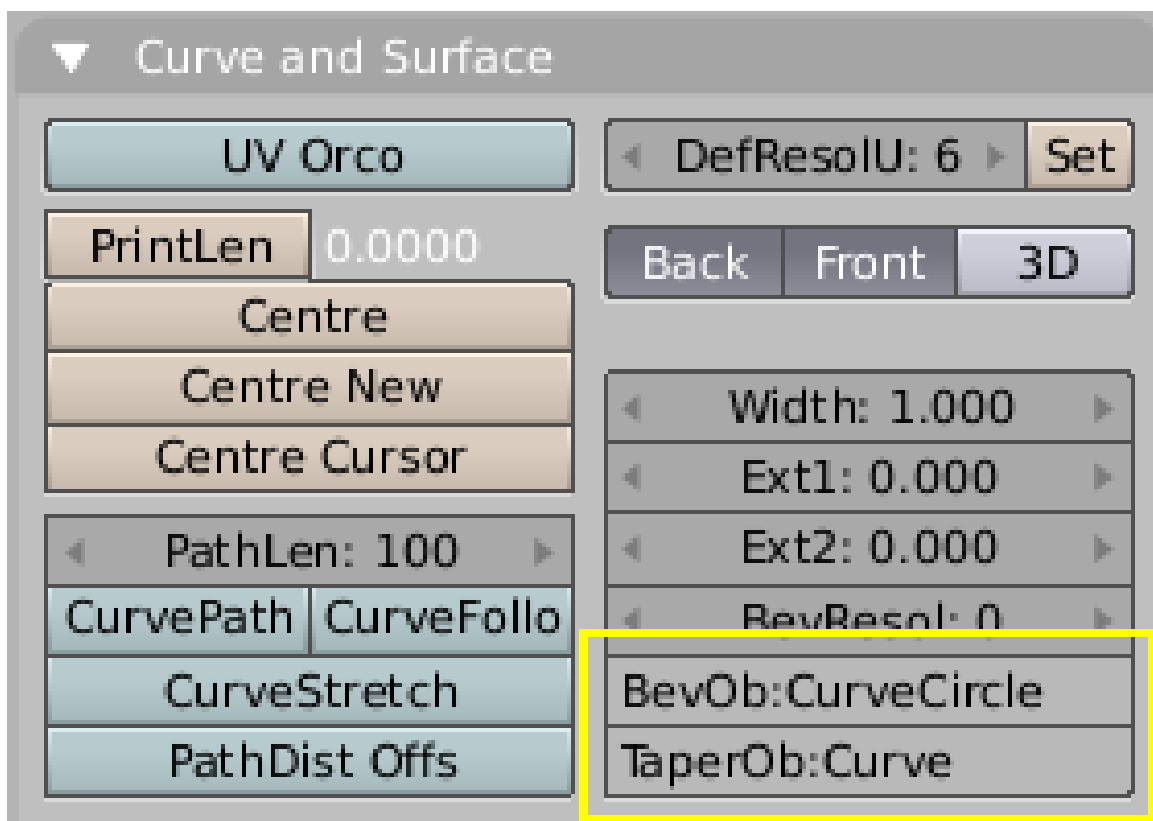 Curve and Surface
UV Orco
PrintLen 0.0000
Centre
Centre New
Centre Cursor
PathLen: 100
CurvePath CurveFollo
CurveStretch
PathDist Offs
DefResolU: 6 Set
Back Front 3D
Width: 1.000
Ext1: 0.000
Ext2: 0.000
BevResol: 0
BevOb:CurveCircle
TaperOb:Curve